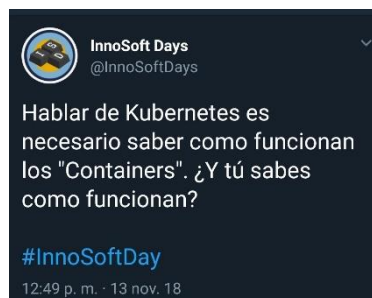 InnoSoft Days
@InnoSoftDays
Hablar de Kubernetes es
necesario saber como funcionan
los "Containers". ¿Y tú sabes
como funcionan?
#InnoSoftDay
12:49 p. m. · 13 nov. 18